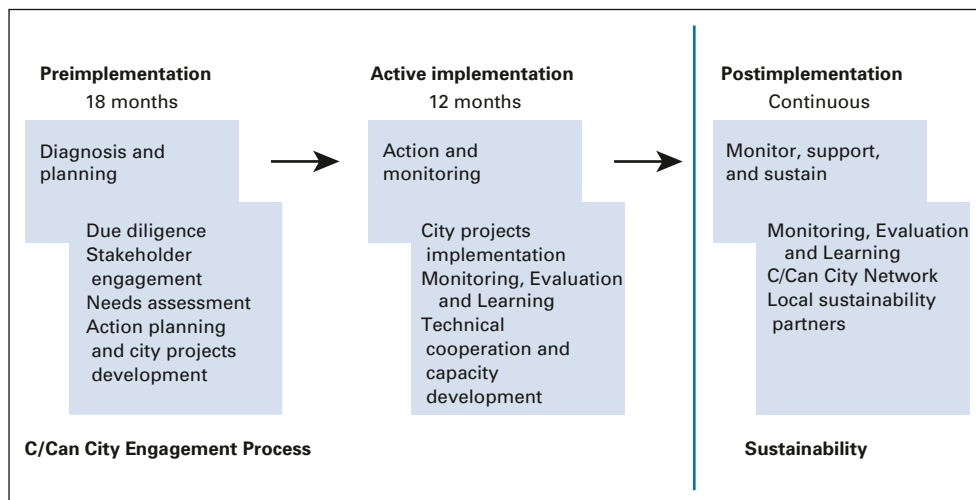 Preimplementation
18 months
Diagnosis and
planning
Due diligence
Stakeholder
engagement
Needs assessment
Action planning
and city projects
development
Active implementation
12 months
Action and
monitoring
City projects
implementation
Monitoring, Evaluation
and Learning
Technical
cooperation and
capacity
development
Postimplementation
Continuous
Monitor, support,
and sustain
Monitoring, Evaluation
and Learning
C/Can City Network
Local sustainability
partners
C/Can City Engagement Process
Sustainability